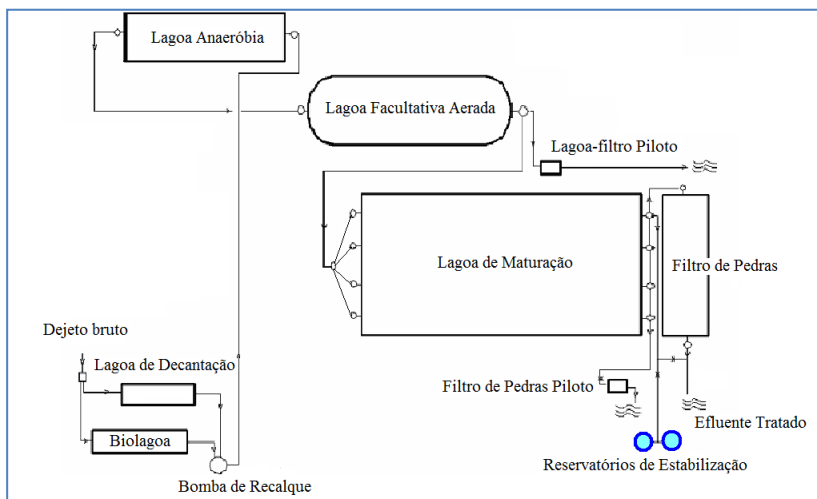 Lagoa Anaeróbia
Lagoa Facultativa Aerada
Lagoa-filtro Piloto
Lagoa de Maturação
Filtro de
Pedras
Dejeto bruto
Lagoa de Decantação
Filtro de Pedras Piloto
Biolagoa
Efluente Tratado
Reservatórios de Estabilização
Bomba de Recalque